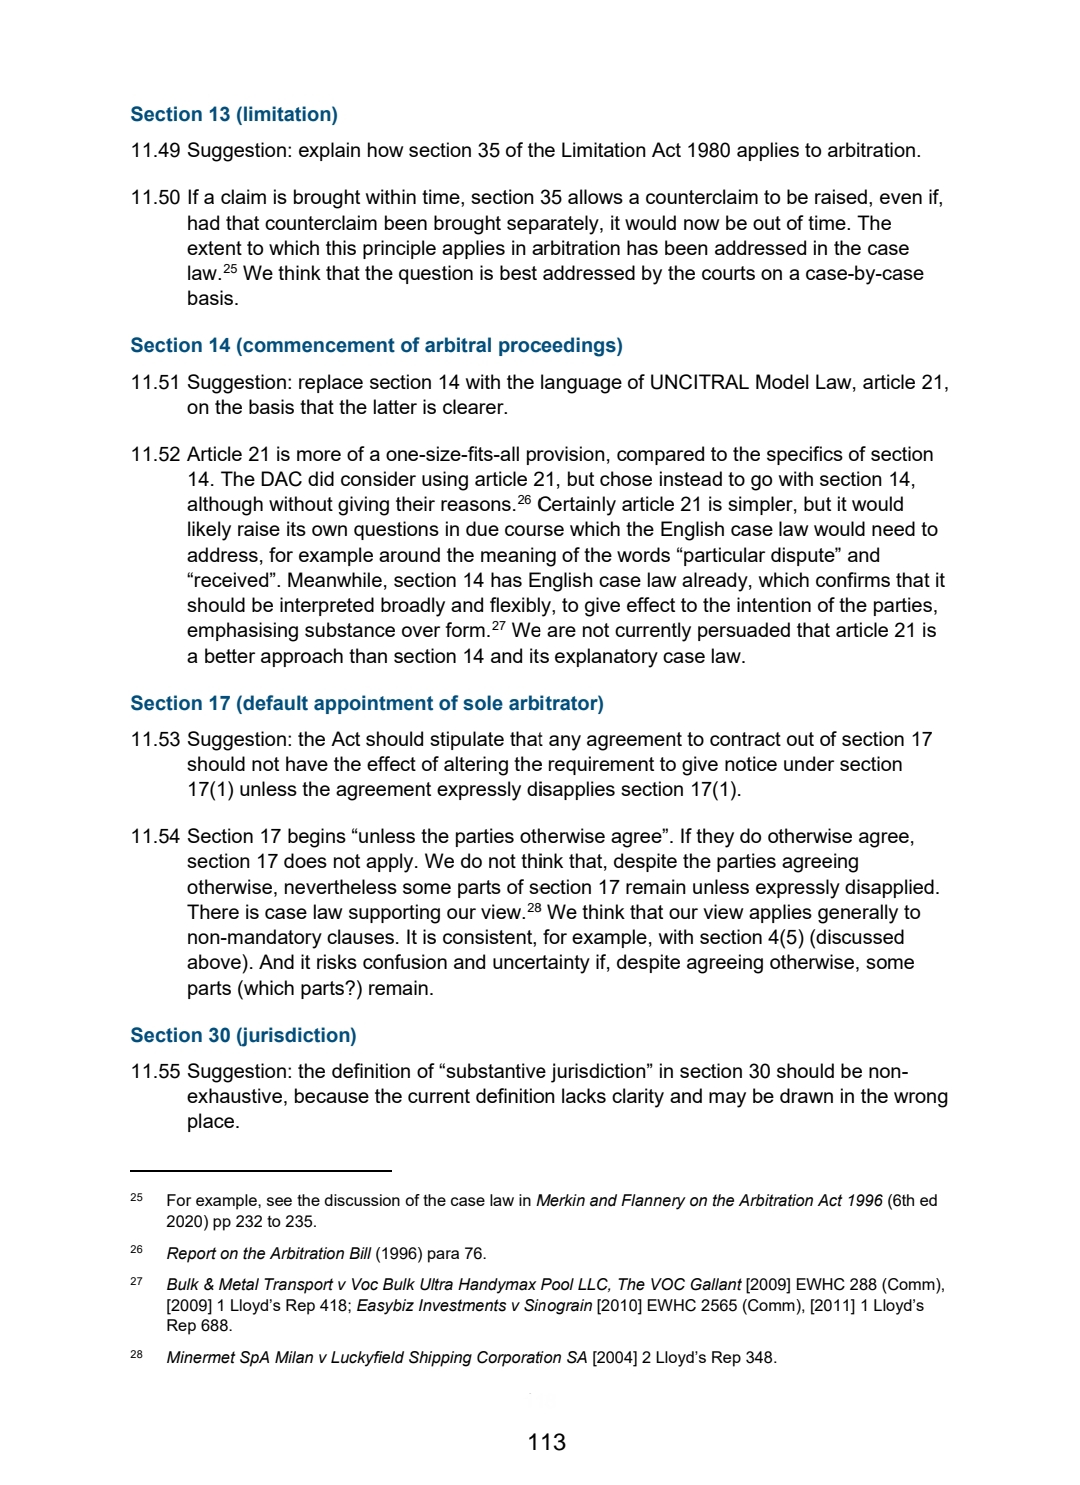 Section 13 (limitation)
11.49 Suggestion: explain how section 35 of the Limitation Act 1980 applies to arbitration.
11.50 If a claim is brought within time, section 35 allows a counterclaim to be raised, even if,
had that counterclaim been brought separately, it would now be out of time. The
extent to which this principle applies in arbitration has been addressed in the case
law.25 We think that the question is best addressed by the courts on a case-by-case
basis.
Section 14 (commencement of arbitral proceedings)
11.51 Suggestion: replace section 14 with the language of UNCITRAL Model Law, article 21,
on the basis that the latter is clearer.
11.52 Article 21 is more of a one-size-fits-all provision, compared to the specifics of section
14. The DAC did consider using article 21, but chose instead to go with section 14,
although without giving their reasons.26 Certainly article 21 is simpler, but it would
likely raise its own questions in due course which the English case law would need to
address, for example around the meaning of the words “particular dispute” and
“received”. Meanwhile, section 14 has English case law already, which confirms that it
should be interpreted broadly and flexibly, to give effect to the intention of the parties,
emphasising substance over form.27 We are not currently persuaded that article 21 is
a better approach than section 14 and its explanatory case law.
Section 17 (default appointment of sole arbitrator)
11.53 Suggestion: the Act should stipulate that any agreement to contract out of section 17
should not have the effect of altering the requirement to give notice under section
17(1) unless the agreement expressly disapplies section 17(1).
11.54 Section 17 begins “unless the parties otherwise agree”. If they do otherwise agree,
section 17 does not apply. We do not think that, despite the parties agreeing
otherwise, nevertheless some parts of section 17 remain unless expressly disapplied.
There is case law supporting our view.28 We think that our view applies generally to
non-mandatory clauses. It is consistent, for example, with section 4(5) (discussed
above). And it risks confusion and uncertainty if, despite agreeing otherwise, some
parts (which parts?) remain.
Section 30 (jurisdiction)
11.55 Suggestion: the definition of “substantive jurisdiction” in section 30 should be non-
exhaustive, because the current definition lacks clarity and may be drawn in the wrong
place.
25 For example, see the discussion of the case law in Merkin and Flannery on the Arbitration Act 1996 (6th ed
2020) pp 232 to 235.
26 Report on the Arbitration Bill (1996) para 76.
27 Bulk & Metal Transport v Voc Bulk Ultra Handymax Pool LLC, The VOC Gallant [2009] EWHC 288 (Comm),
[2009] 1 Lloyd’s Rep 418; Easybiz Investments v Sinograin [2010] EWHC 2565 (Comm), [2011] 1 Lloyd’s
Rep 688.
28 Minermet SpA Milan v Luckyfield Shipping Corporation SA [2004] 2 Lloyd’s Rep 348.
113